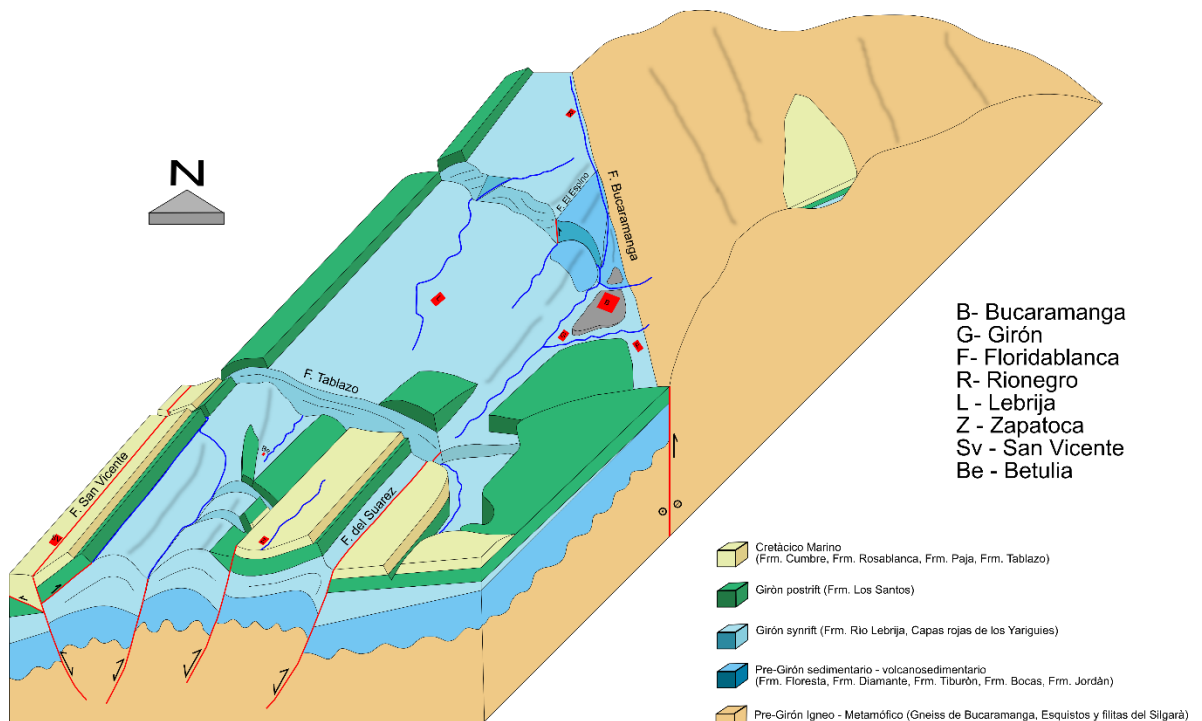 N
F. El Espino
F. Bucaramanga
B
F. Tablazo
F. San Vicente
F. del Suarez
B- Bucaramanga
G- Girón
F- Floridablanca
R- Rionegro
L - Lebrija
Z - Zapatoca
Sv - San Vicente
Be - Betulia
Cretàcico Marino
(Frm. Cumbre, Frm. Rosablanca, Frm. Paja, Frm. Tablazo)
Giròn postrift (Frm. Los Santos)
Girón synrift (Frm. Rio Lebrija, Capas rojas de los Yariguies)
Pre-Girón sedimentario - volcanosedimentario
(Frm. Floresta, Frm. Diamante, Frm. Tiburòn, Frm. Bocas, Frm. Jordàn)
Pre-Girón Igneo - Metamófico (Gneiss de Bucaramanga, Esquistos y filitas del Silgarà)